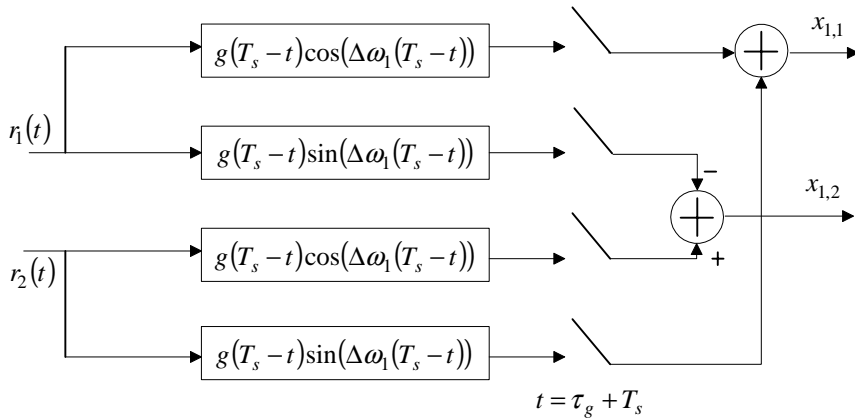 x₁,₁
g(Tₛ−t)cos(Δω₁(Tₛ−t))
+
r₁(t)
g(Tₛ−t)sin(Δω₁(Tₛ−t))
−
x₁,₂
+
g(Tₛ−t)cos(Δω₁(Tₛ−t))
+
r₂(t)
g(Tₛ−t)sin(Δω₁(Tₛ−t))
t = τ_g + Tₛ